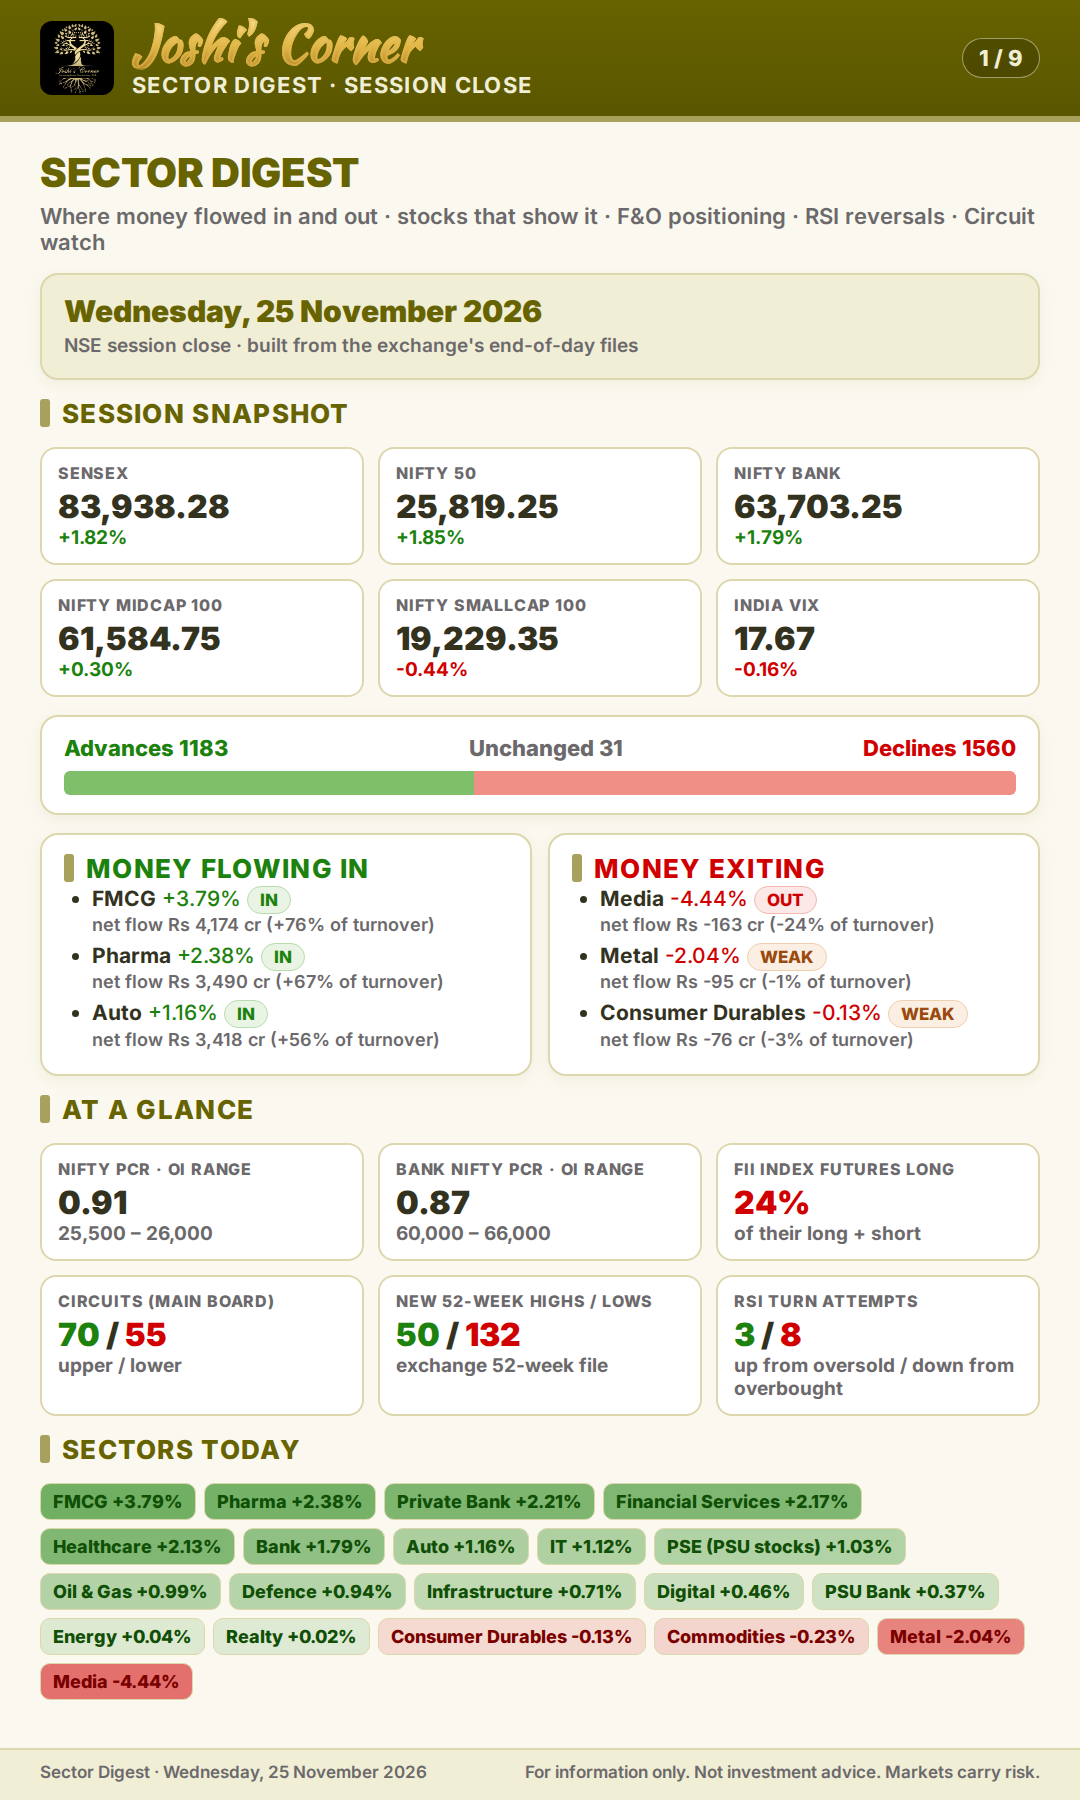 Joshi's Corner
SECTOR DIGEST · SESSION CLOSE
1 / 9
Joshi's Corner
SECTOR DIGEST
Where money flowed in and out · stocks that show it · F&O positioning · RSI reversals · Circuit
watch
Wednesday, 25 November 2026
NSE session close · built from the exchange's end-of-day files
SESSION SNAPSHOT
SENSEX
83,938.28
+1.82%
NIFTY 50
25,819.25
+1.85%
NIFTY BANK
63,703.25
+1.79%
NIFTY MIDCAP 100
61,584.75
+0.30%
NIFTY SMALLCAP 100
19,229.35
-0.44%
INDIA VIX
17.67
-0.16%
Advances 1183
Unchanged 31
Declines 1560
MONEY FLOWING IN
• FMCG +3.79% IN
net flow Rs 4,174 cr (+76% of turnover)
• Pharma +2.38% IN
net flow Rs 3,490 cr (+67% of turnover)
• Auto +1.16% IN
net flow Rs 3,418 cr (+56% of turnover)
MONEY EXITING
• Media -4.44% OUT
net flow Rs -163 cr (-24% of turnover)
• Metal -2.04% WEAK
net flow Rs -95 cr (-1% of turnover)
• Consumer Durables -0.13% WEAK
net flow Rs -76 cr (-3% of turnover)
AT A GLANCE
NIFTY PCR · OI RANGE
0.91
25,500 – 26,000
BANK NIFTY PCR · OI RANGE
0.87
60,000 – 66,000
FII INDEX FUTURES LONG
24%
of their long + short
CIRCUITS (MAIN BOARD)
70 / 55
upper / lower
NEW 52-WEEK HIGHS / LOWS
50 / 132
exchange 52-week file
RSI TURN ATTEMPTS
3 / 8
up from oversold / down from
overbought
SECTORS TODAY
FMCG +3.79% Pharma +2.38% Private Bank +2.21% Financial Services +2.17%
Healthcare +2.13% Bank +1.79% Auto +1.16% IT +1.12% PSE (PSU stocks) +1.03%
Oil & Gas +0.99% Defence +0.94% Infrastructure +0.71% Digital +0.46% PSU Bank +0.37%
Energy +0.04% Realty +0.02% Consumer Durables -0.13% Commodities -0.23% Metal -2.04%
Media -4.44%
Sector Digest · Wednesday, 25 November 2026
For information only. Not investment advice. Markets carry risk.